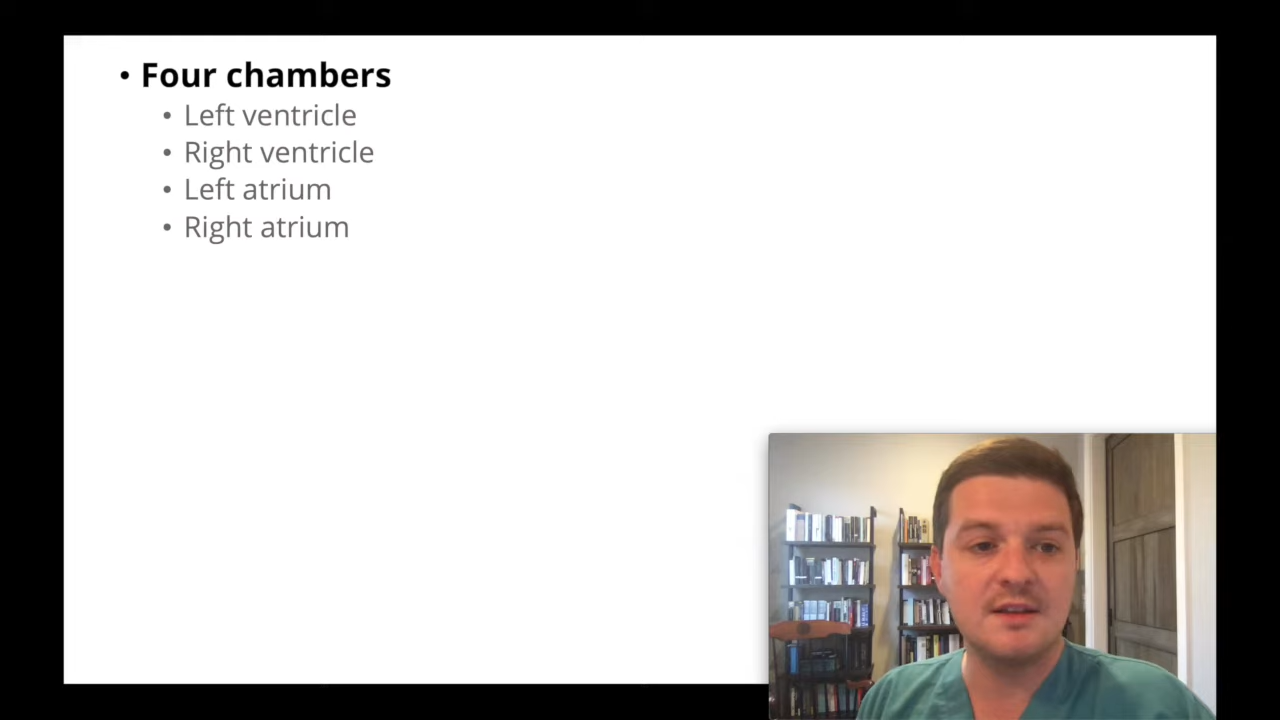 • Four chambers
• Left ventricle
• Right ventricle
• Left atrium
• Right atrium